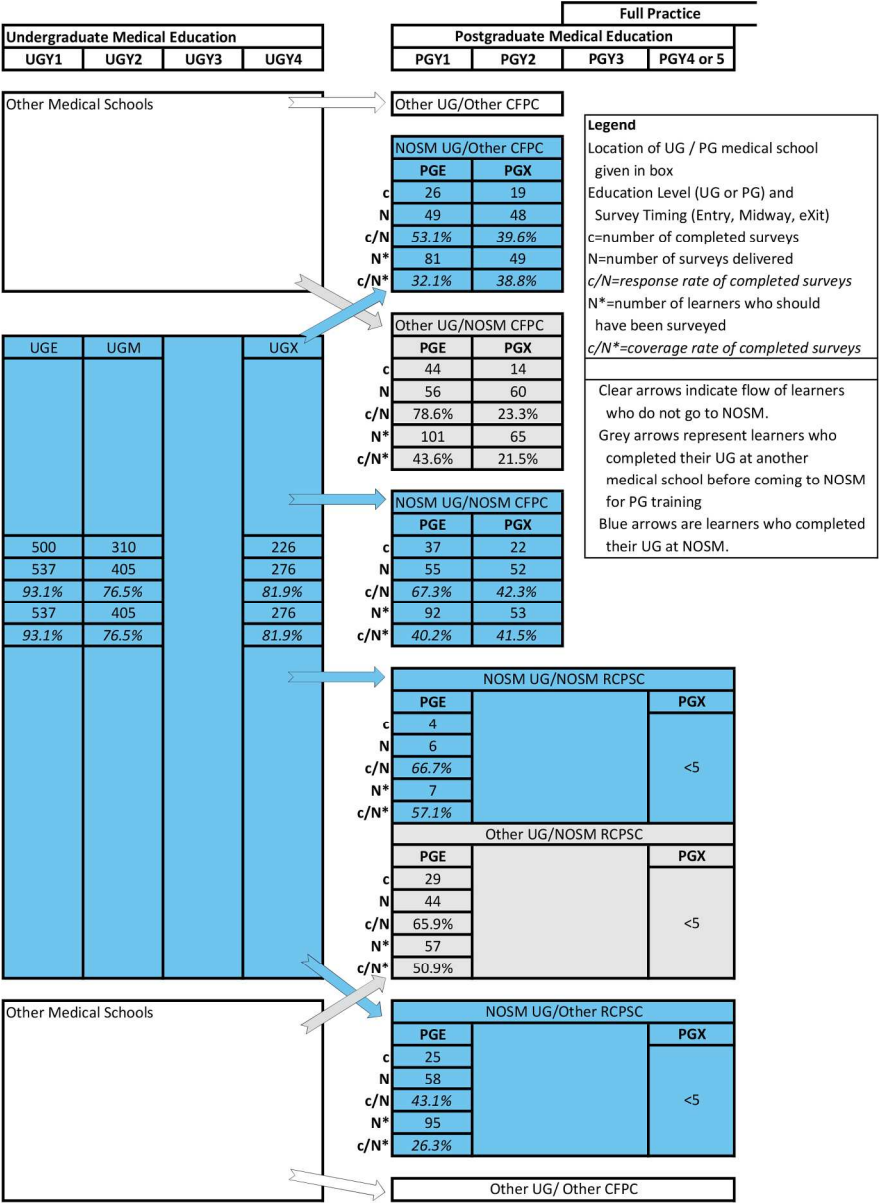 Full Practice
Undergraduate Medical Education
Postgraduate Medical Education
UGY1 UGY2 UGY3 UGY4
PGY1 PGY2 PGY3 PGY4 or 5
Other Medical Schools
Other UG/Other CFPC
NOSM UG/Other CFPC
PGE PGX
c 26 19
N 49 48
c/N 53.1% 39.6%
N* 81 49
c/N* 32.1% 38.8%
Legend
Location of UG / PG medical school
given in box
Education Level (UG or PG) and
Survey Timing (Entry, Midway, eXit)
c=number of completed surveys
N=number of surveys delivered
c/N=response rate of completed surveys
N*=number of learners who should
have been surveyed
c/N*=coverage rate of completed surveys
Clear arrows indicate flow of learners
who do not go to NOSM.
Grey arrows represent learners who
completed their UG at another
medical school before coming to NOSM
for PG training
Blue arrows are learners who completed
their UG at NOSM.
Other UG/NOSM CFPC
PGE PGX
c 44 14
N 56 60
c/N 78.6% 23.3%
N* 101 65
c/N* 43.6% 21.5%
UGE UGM UGX
500 310 226
537 405 276
93.1% 76.5% 81.9%
537 405 276
93.1% 76.5% 81.9%
NOSM UG/NOSM CFPC
PGE PGX
c 37 22
N 55 52
c/N 67.3% 42.3%
N* 92 53
c/N* 40.2% 41.5%
NOSM UG/NOSM RCPSC
PGE PGX
c 4
N 6
c/N 66.7% <5
N* 7
c/N* 57.1%
Other UG/NOSM RCPSC
PGE PGX
c 29
N 44
c/N 65.9% <5
N* 57
c/N* 50.9%
Other Medical Schools
NOSM UG/Other RCPSC
PGE PGX
c 25
N 58
c/N 43.1% <5
N* 95
c/N* 26.3%
Other UG/ Other CFPC